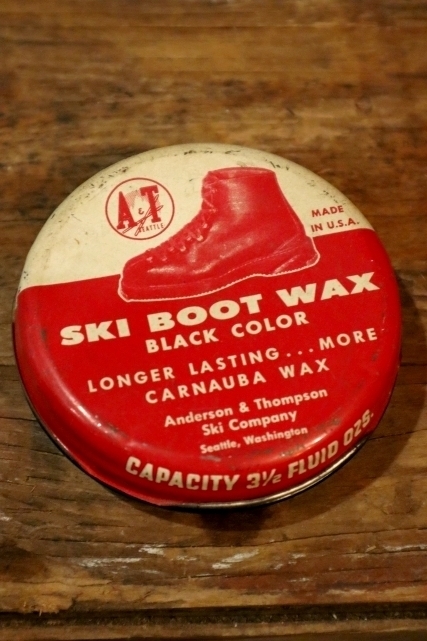 A & T
SEATTLE
MADE
IN U.S.A.
SKI BOOT WAX
BLACK COLOR
LONGER LASTING...MORE
CARNAUBA WAX
Anderson & Thompson
Ski Company
Seattle, Washington
CAPACITY 3½ FLUID OZS.